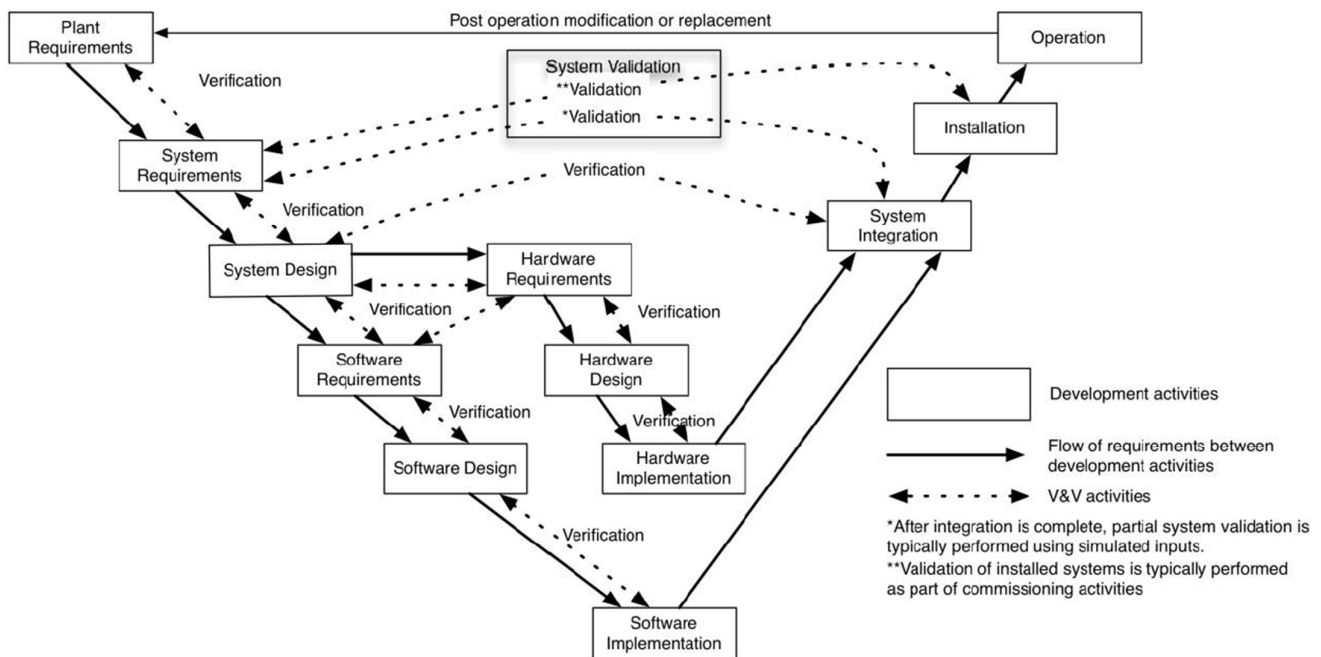 Post operation modification or replacement
Plant
Requirements
Operation
System Validation
**Validation
*Validation
Verification
Installation
System
Requirements
Verification
Verification
System
Integration
System Design
Hardware
Requirements
Verification
Verification
Software
Requirements
Hardware
Design
Verification
Verification
Software Design
Hardware
Implementation
Verification
Software
Implementation
Development activities
Flow of requirements between
development activities
V&V activities
*After integration is complete, partial system validation is
typically performed using simulated inputs.
**Validation of installed systems is typically performed
as part of commissioning activities